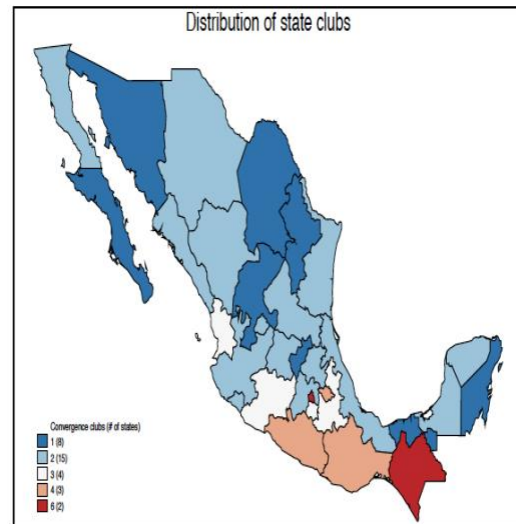 Distribution of state clubs
Convergence clubs (# of states)
1 (8)
2 (15)
3 (4)
4 (3)
6 (2)